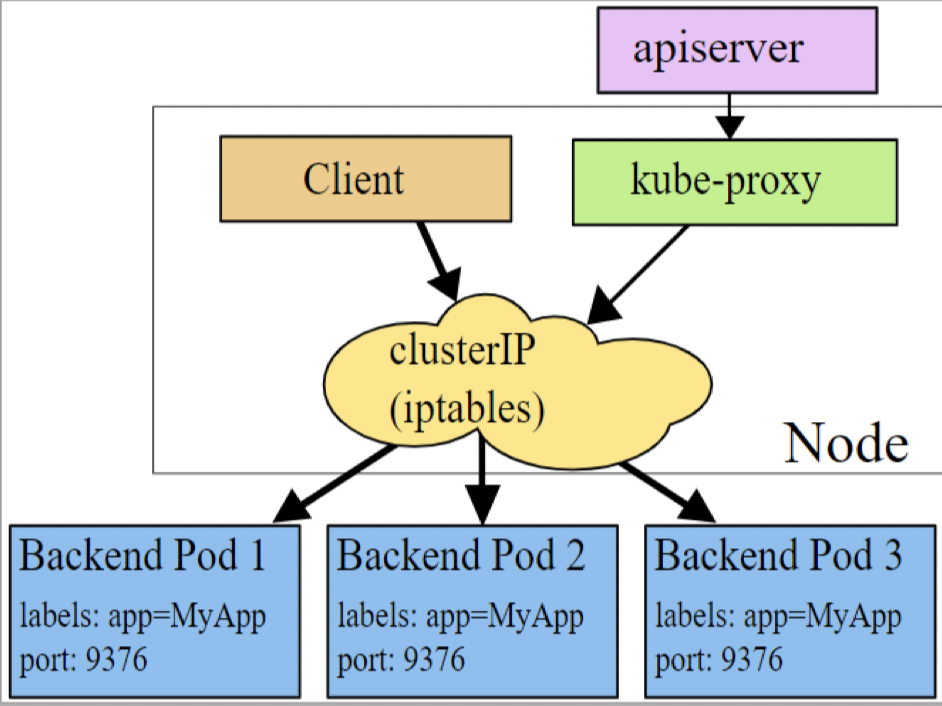 apiserver
Client
kube-proxy
clusterIP
(iptables)
Node
Backend Pod 1
labels: app=MyApp
port: 9376
Backend Pod 2
labels: app=MyApp
port: 9376
Backend Pod 3
labels: app=MyApp
port: 9376